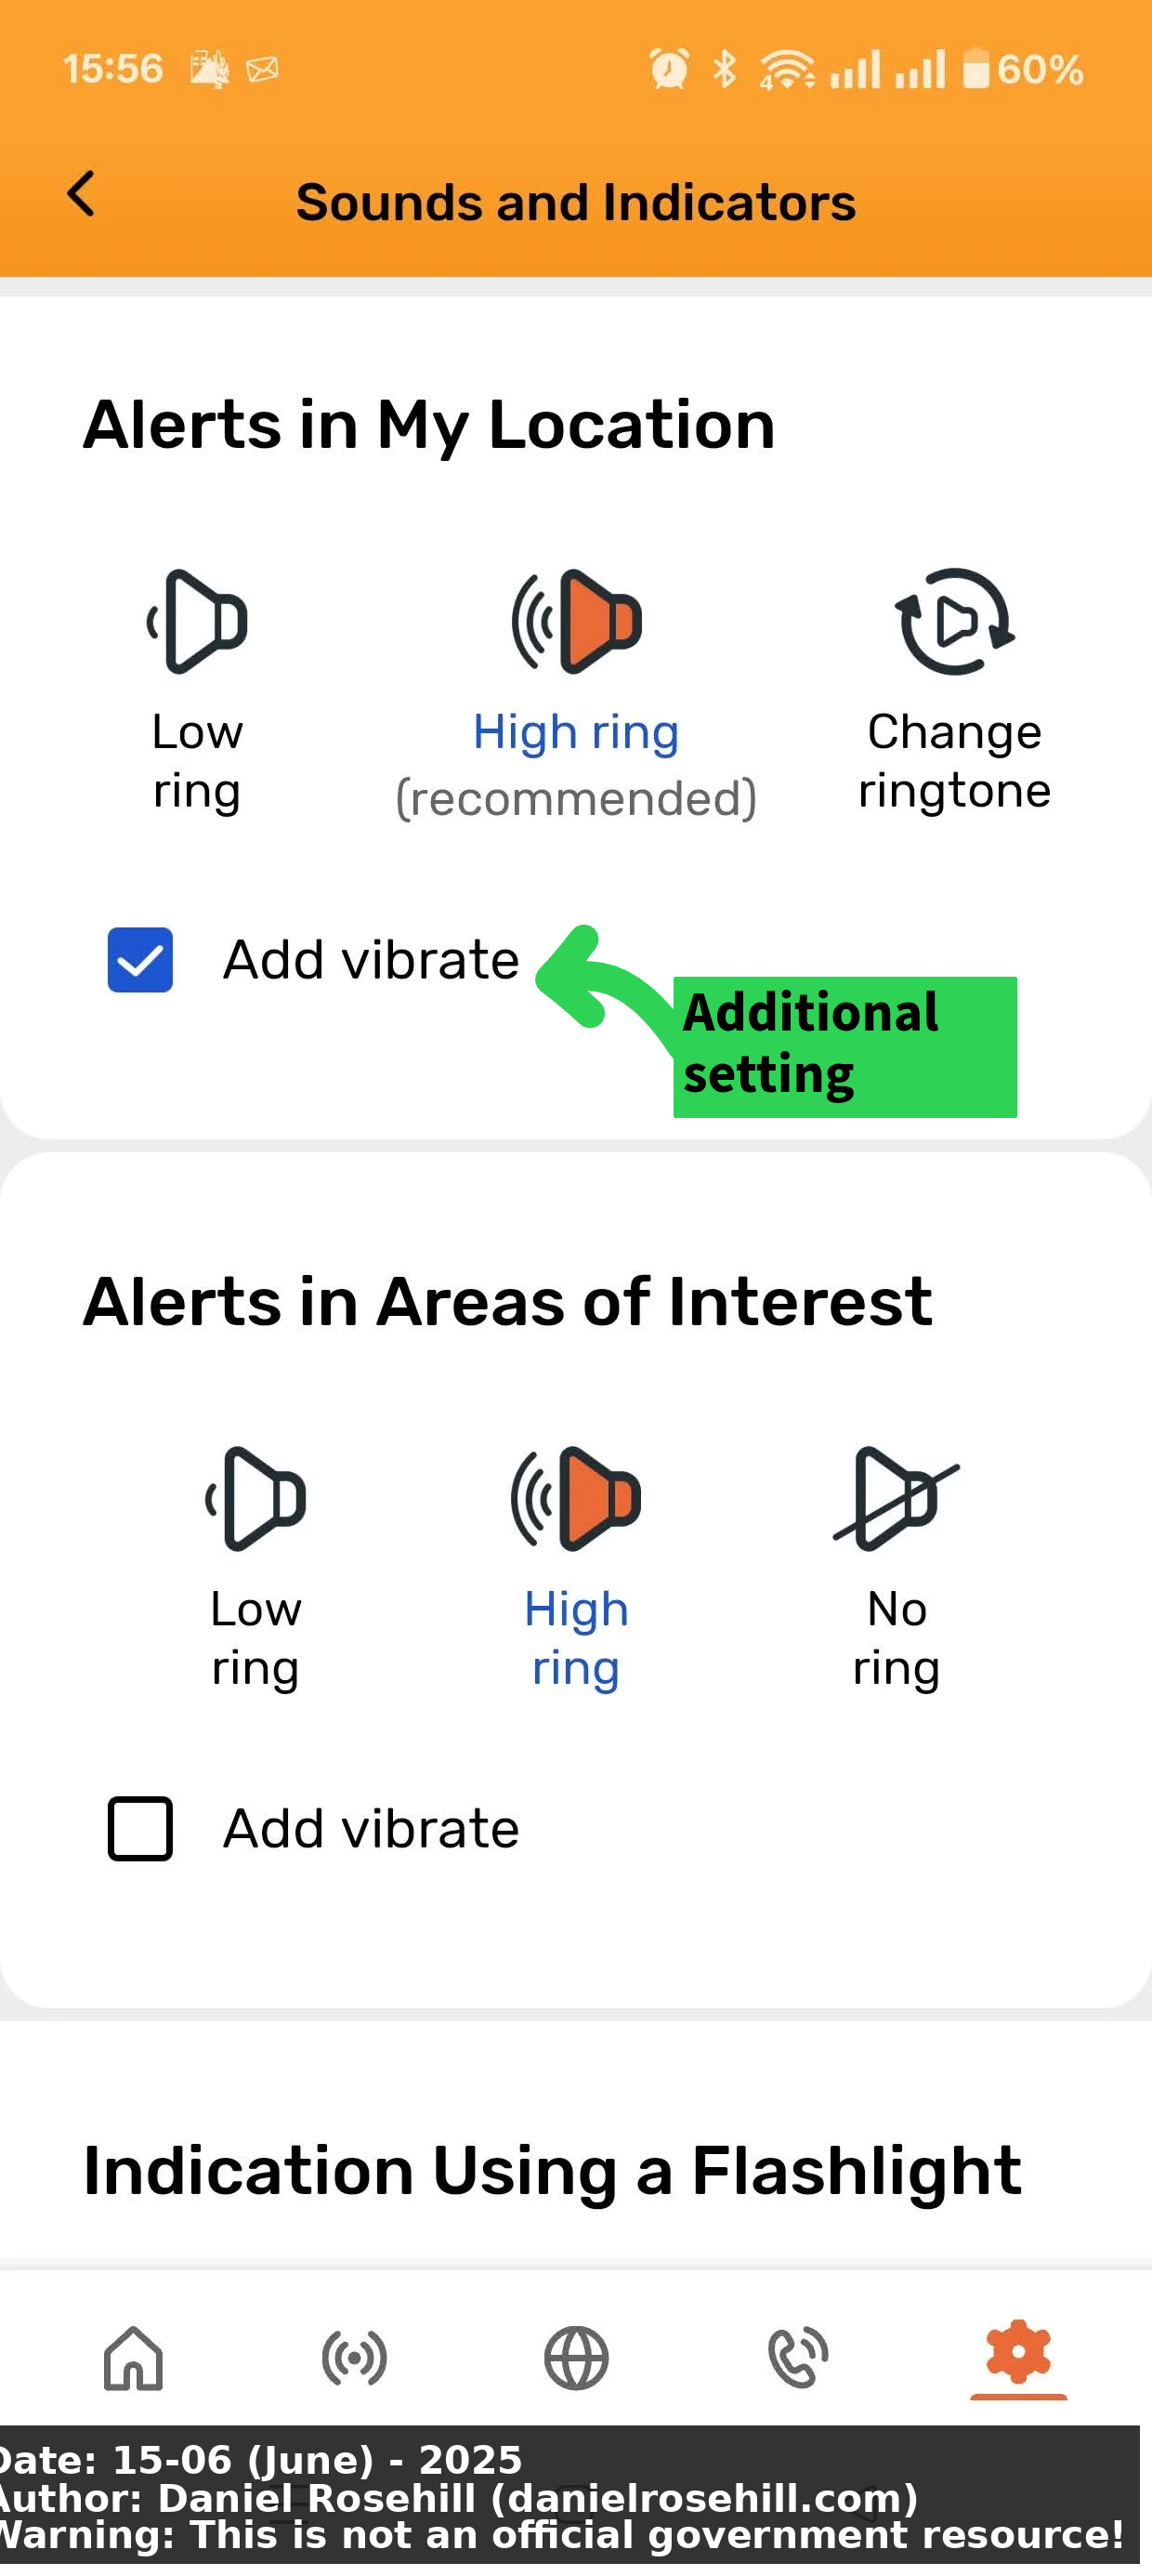 15:56
4
60%
Sounds and Indicators
Alerts in My Location
Low
ring
High ring
(recommended)
Change
ringtone
Add vibrate
Additional
setting
Alerts in Areas of Interest
Low
ring
High
ring
No
ring
Add vibrate
Indication Using a Flashlight
Date: 15-06 (June) - 2025
Author: Daniel Rosehill (danielrosehill.com)
Warning: This is not an official government resource!